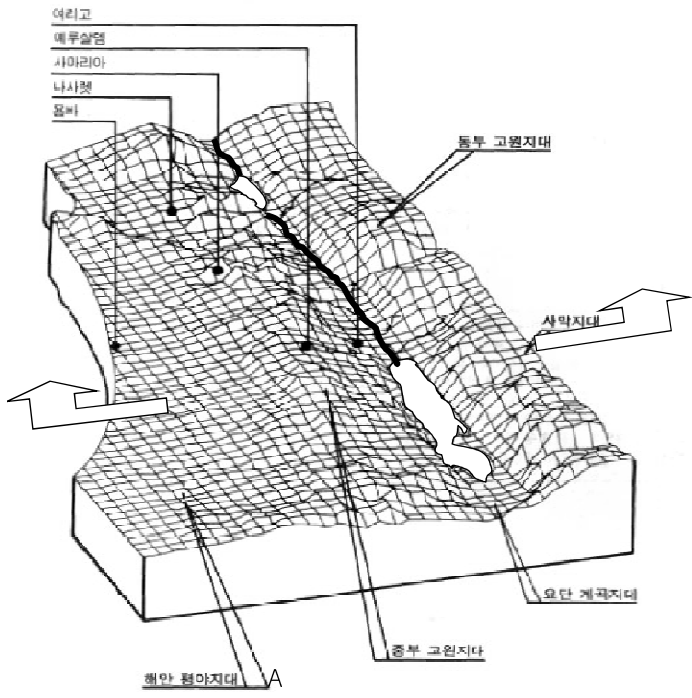 여리고
예루살렘
사마리아
나사렛
욥바
동부 고원지대
사막지대
요단 계곡지대
중부 고원지대
해안 평야지대
A